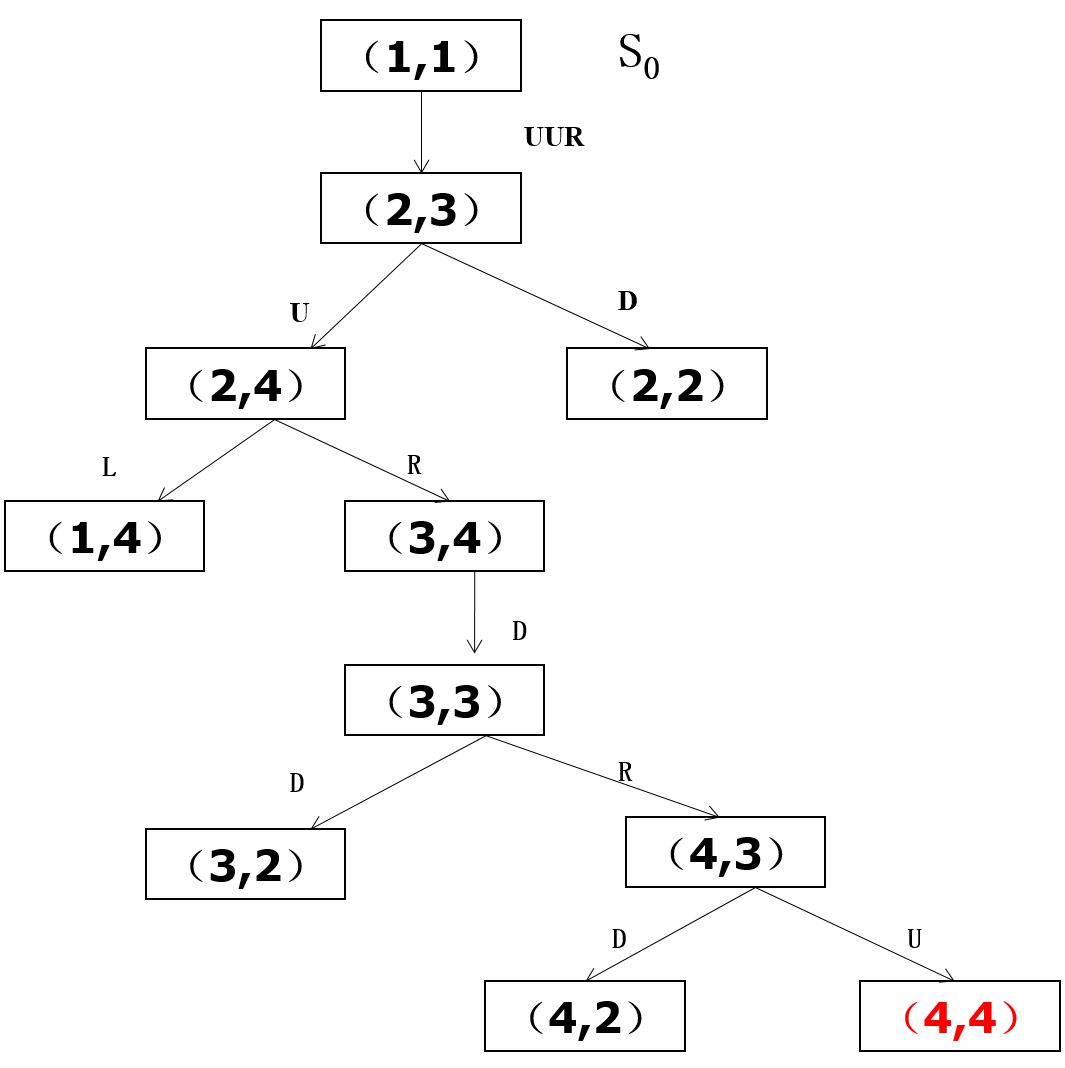 （1,1） S₀
UUR
（2,3）
U D
（2,4） （2,2）
L R
（1,4） （3,4）
D
（3,3）
D R
（3,2） （4,3）
D U
（4,2） （4,4）